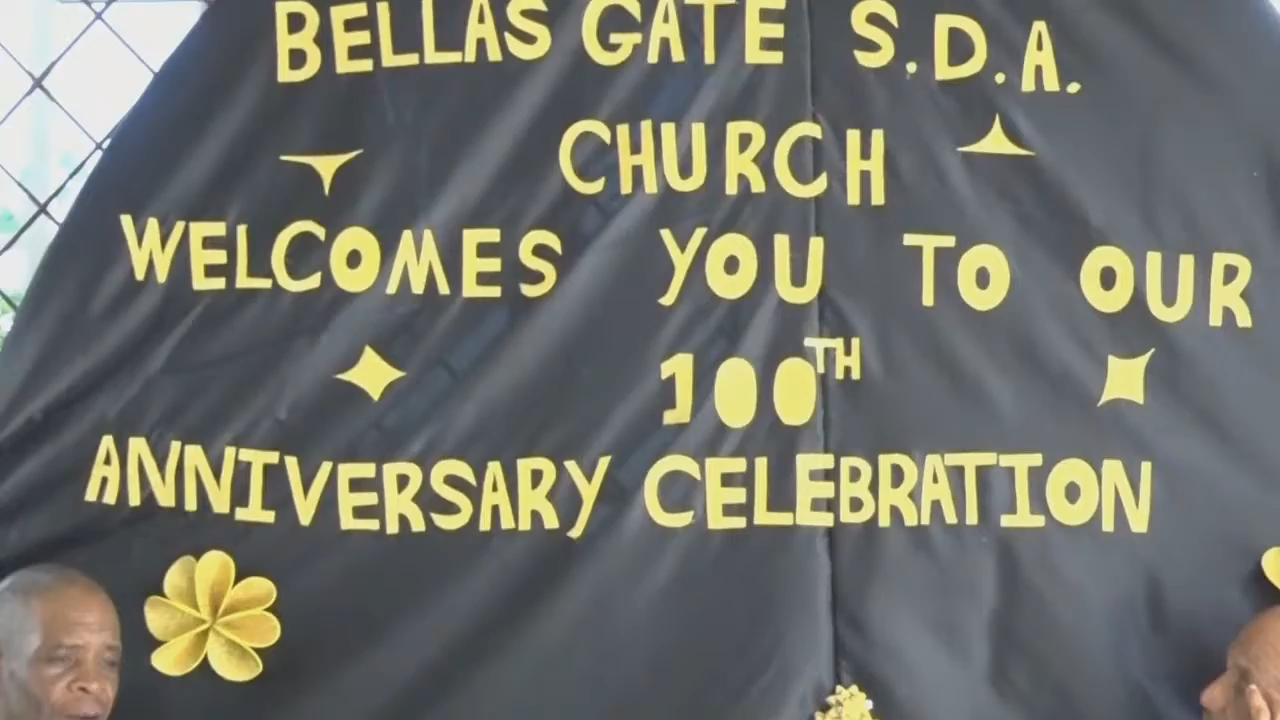 BELLAS GATE S.D.A.
CHURCH
WELCOMES YOU TO OUR
100TH
ANNIVERSARY CELEBRATION